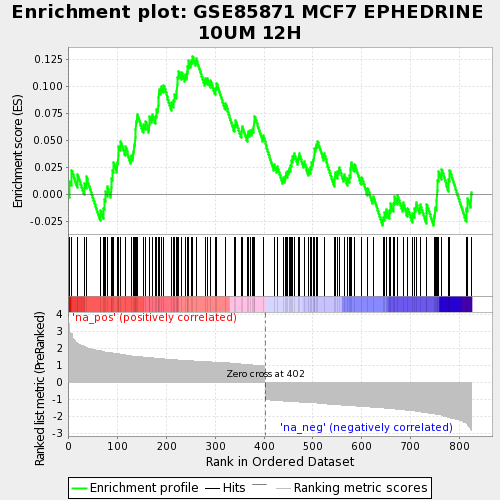 Enrichment plot: GSE85871 MCF7 EPHEDRINE
10UM 12H
Enrichment score (ES)
0.125
0.100
0.075
0.050
0.025
0.000
-0.025
Ranked list metric (PreRanked)
4
3
2
1
0
-1
-2
-3
'na_pos' (positively correlated)
Zero cross at 402
'na_neg' (negatively correlated)
0
100
200
300
400
500
600
700
800
Rank in Ordered Dataset
Enrichment profile
Hits
Ranking metric scores